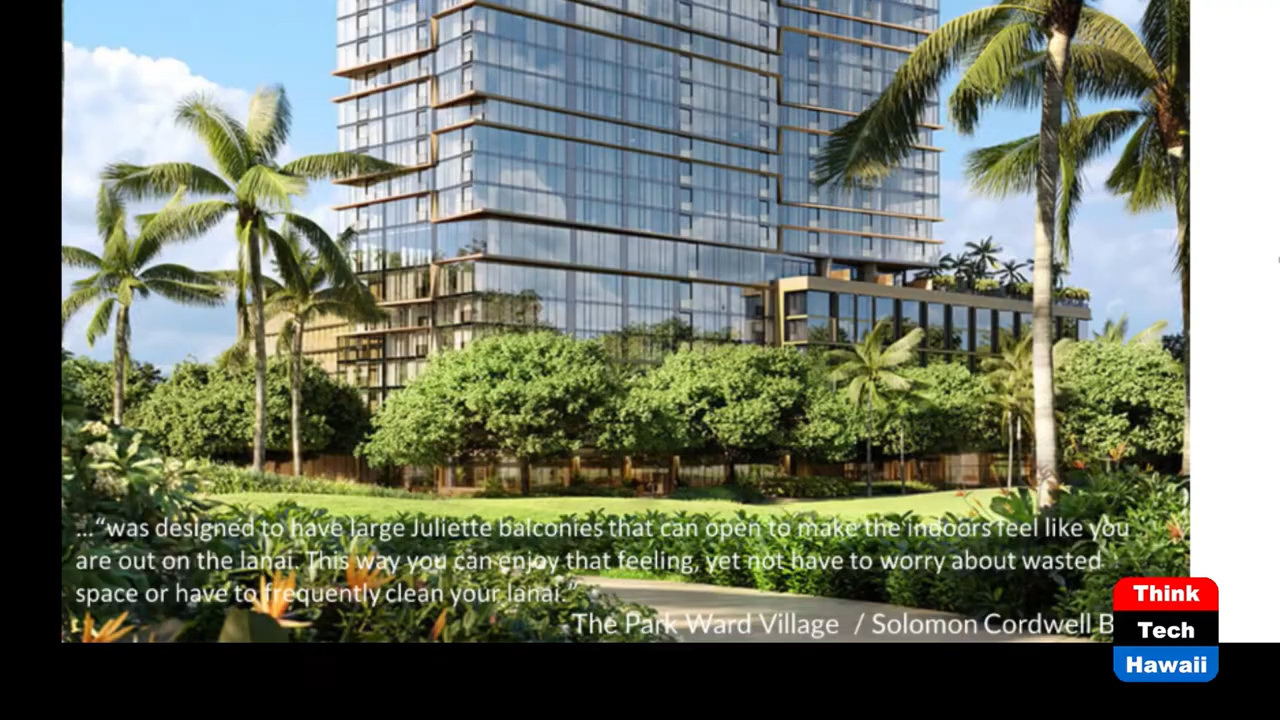 ..."was designed to have large Juliette balconies that can open to make the indoors feel like you
are out on the lanai. This way you can enjoy that feeling, yet not have to worry about wasted
space or have to frequently clean your lanai."
-The Park Ward Village / Solomon Cordwell B
Think
Tech
Hawaii